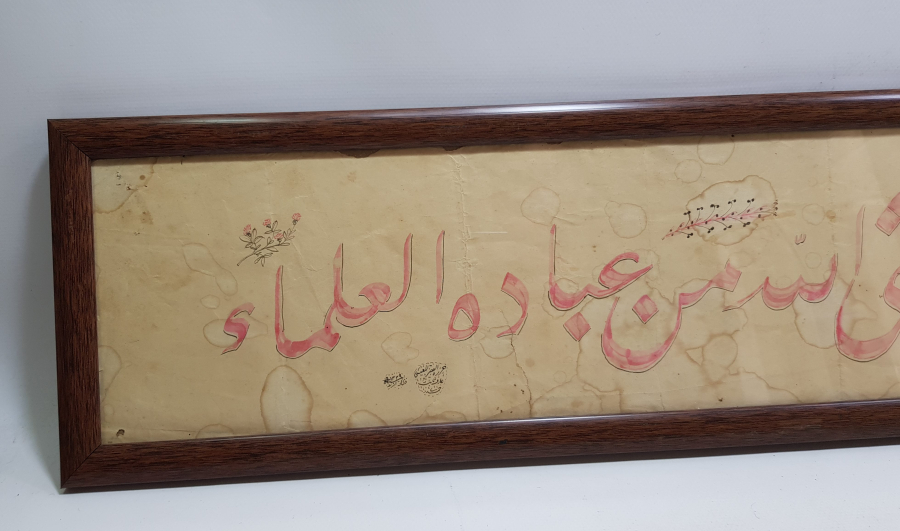 الله من عباده العلماء